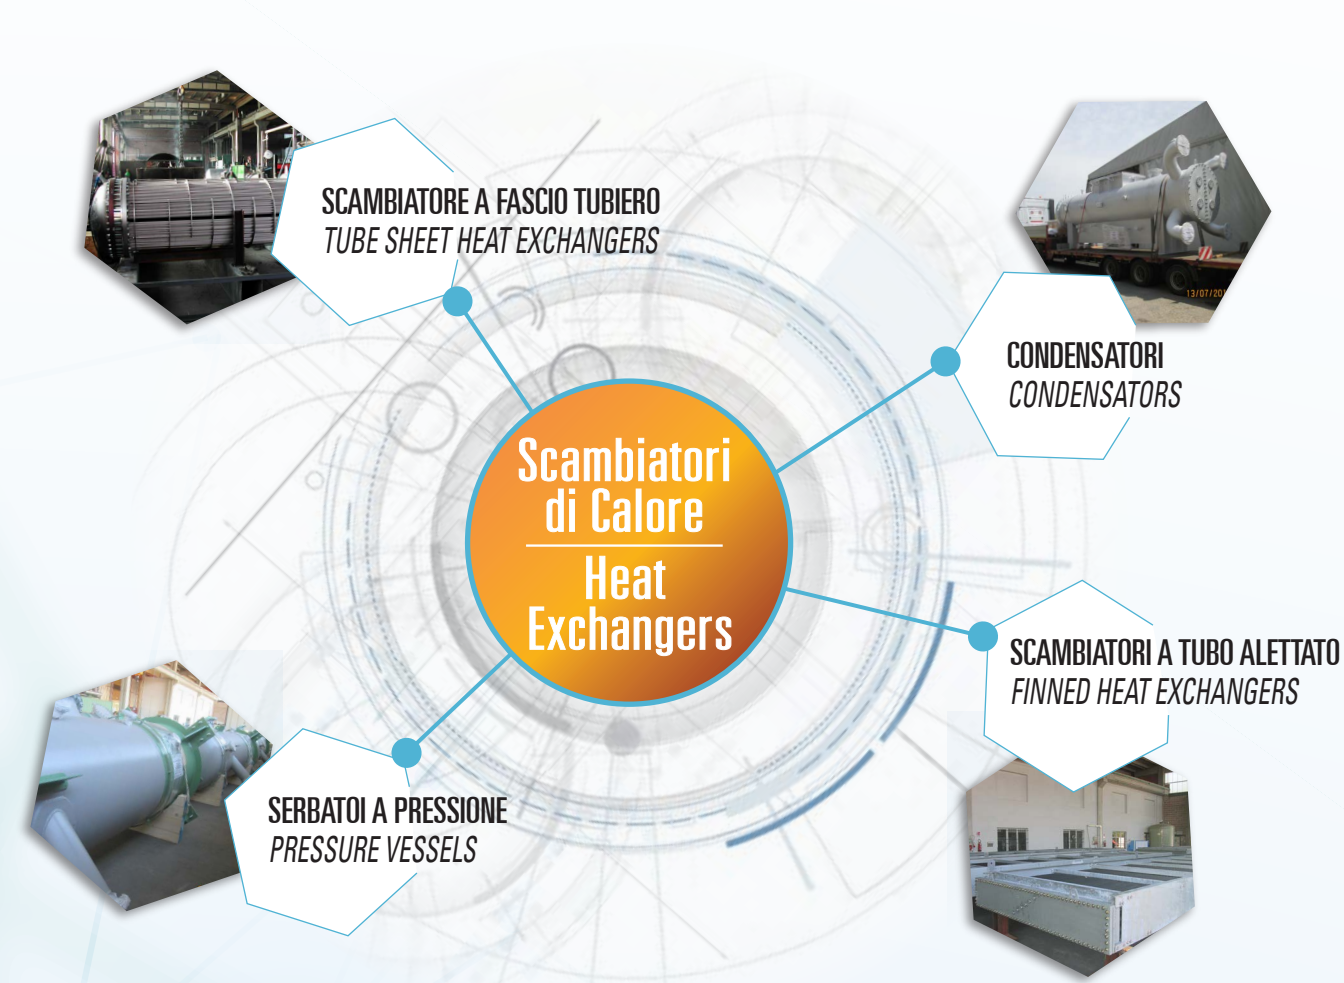 SCAMBIATORE A FASCIO TUBIERO
TUBE SHEET HEAT EXCHANGERS
CONDENSATORI
CONDENSATORS
Scambiatori
di Calore
Heat
Exchangers
SCAMBIATORI A TUBO ALETTATO
FINNED HEAT EXCHANGERS
SERBATOI A PRESSIONE
PRESSURE VESSELS